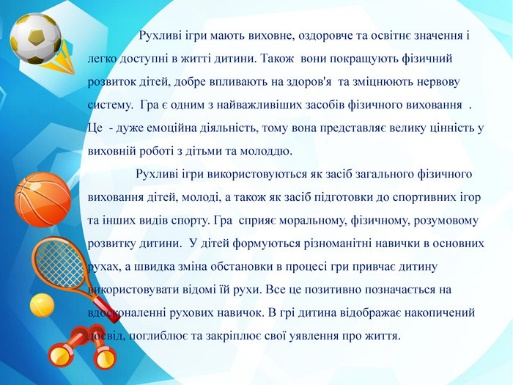 Рухливі ігри мають виховне, оздоровче та освітнє значення і
легко доступні в житті дитини. Також вони покращують фізичний
розвиток дітей, добре впливають на здоров'я та зміцнюють нервову
систему. Гра є одним з найважливіших засобів фізичного виховання .
Це - дуже емоційна діяльність, тому вона представляє велику цінність у
виховній роботі з дітьми та молоддю.
Рухливі ігри використовуються як засіб загального фізичного
виховання дітей, молоді, а також як засіб підготовки до спортивних ігор
та інших видів спорту. Гра сприяє моральному, фізичному, розумовому
розвитку дитини. У дітей формуються різноманітні навички в основних
рухах, а швидка зміна обстановки в процесі гри привчає дитину
використовувати відомі їй рухи. Все це позитивно позначається на
вдосконаленні рухових навичок. В грі дитина відображає накопичений
досвід, поглиблює та закріплює свої уявлення про життя.